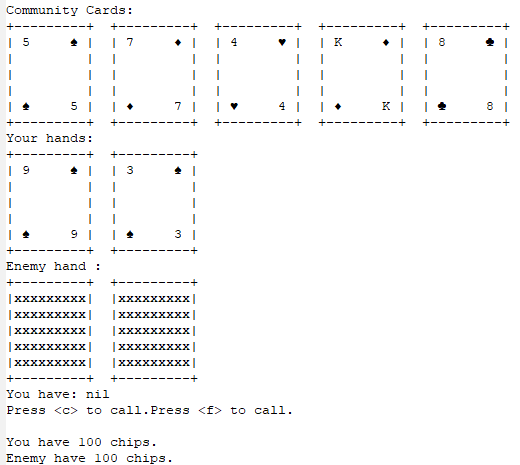 Community Cards:
+---------+  +---------+  +---------+  +---------+  +---------+
| 5     ♠ |  | 7     ♦ |  | 4     ♥ |  | K     ♦ |  | 8     ♣ |
|         |  |         |  |         |  |         |  |         |
|         |  |         |  |         |  |         |  |         |
|         |  |         |  |         |  |         |  |         |
| ♠     5 |  | ♦     7 |  | ♥     4 |  | ♦     K |  | ♣     8 |
+---------+  +---------+  +---------+  +---------+  +---------+
Your hands:
+---------+  +---------+
| 9     ♠ |  | 3     ♠ |
|         |  |         |
|         |  |         |
|         |  |         |
| ♠     9 |  | ♠     3 |
+---------+  +---------+
Enemy hand :
+---------+  +---------+
|xxxxxxxxx|  |xxxxxxxxx|
|xxxxxxxxx|  |xxxxxxxxx|
|xxxxxxxxx|  |xxxxxxxxx|
|xxxxxxxxx|  |xxxxxxxxx|
|xxxxxxxxx|  |xxxxxxxxx|
+---------+  +---------+
You have: nil
Press <c> to call.Press <f> to call.

You have 100 chips.
Enemy have 100 chips.